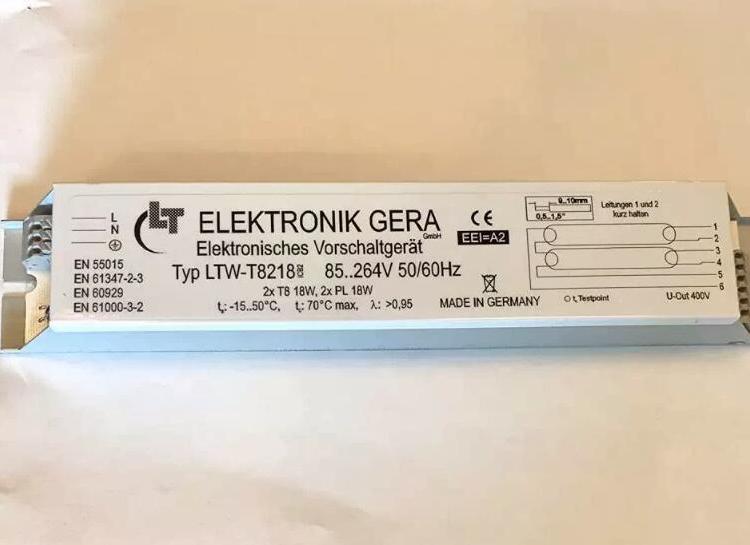 L
N
EN 55015
EN 61347-2-3
EN 60929
EN 61000-3-2
LT
ELEKTRONIK GERA
GmbH
Elektronisches Vorschaltgerät
Typ LTW-T8218 85..264V 50/60Hz
2x T8 18W, 2x PL 18W
-15..50°C, 70°C max, λ: >0,95
CE
EEI=A2
MADE IN GERMANY
9..10mm
0,5..1,5"
Leitungen 1 und 2
kurz halten
1
2
3
4
5
6
Testpoint
U-Out 400V